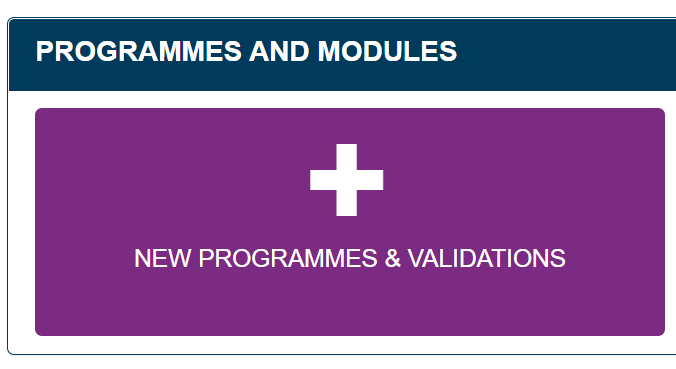 PROGRAMMES AND MODULES
NEW PROGRAMMES & VALIDATIONS